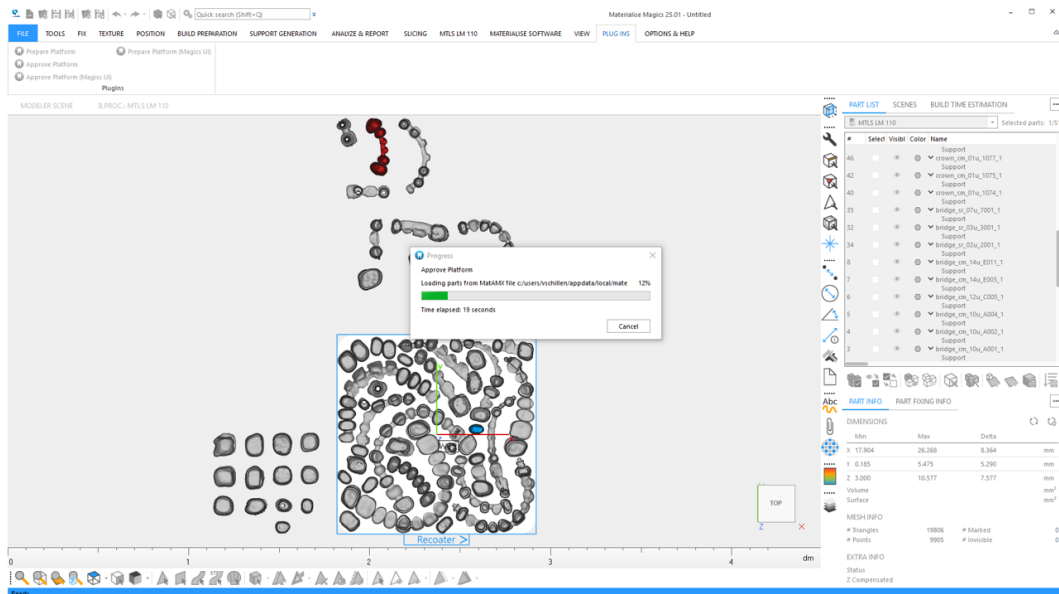 Quick search (Shift+Q)
Materialise Magics 25.01 - Untitled
FILE TOOLS FIX TEXTURE POSITION BUILD PREPARATION SUPPORT GENERATION ANALYZE & REPORT SLICING MTLS LM 110 MATERIALISE SOFTWARE VIEW PLUG INS OPTIONS & HELP
Prepare Platform Prepare Platform (Magics UI)
Approve Platform
Approve Platform (Magics UI)
PlugIns
MODELER SCENE B.PROC.: MTLS LM 110
PART LIST SCENES BUILD TIME ESTIMATION
MTLS LM 110 Selected parts: 1/5
# Select Visibl Color Name
Support
46 crown_cm_01u_1077_1
Support
42 crown_cm_01u_1075_1
Support
40 crown_cm_01u_1074_1
Support
35 bridge_sr_07u_7001_1
Support
32 bridge_sr_03u_3001_1
Support
34 bridge_sr_02u_2001_1
Support
8 bridge_cm_14u_E011_1
Support
7 bridge_cm_14u_E003_1
Support
6 bridge_cm_12u_C005_1
Support
5 bridge_cm_10u_A004_1
Support
4 bridge_cm_10u_A002_1
Support
3 bridge_cm_10u_A001_1
Support
Progress
Approve Platform
Loading parts from MatAMX file c:/users/vschillen/appdata/local/mate 12%
Time elapsed: 19 seconds
Cancel
Recoater >
TOP
Z X
0 1 2 3 4 dm
Abc
PART INFO PART FIXING INFO
DIMENSIONS
Min Max Delta
X 17.904 26.268 8.364 mm
Y 0.185 5.475 5.290 mm
Z 3.000 10.577 7.577 mm
Volume mm³
Surface mm²
MESH INFO
# Triangles 19806 # Marked 0
# Points 9905 # Invisible 0
EXTRA INFO
Status
Z Compensated
Ready